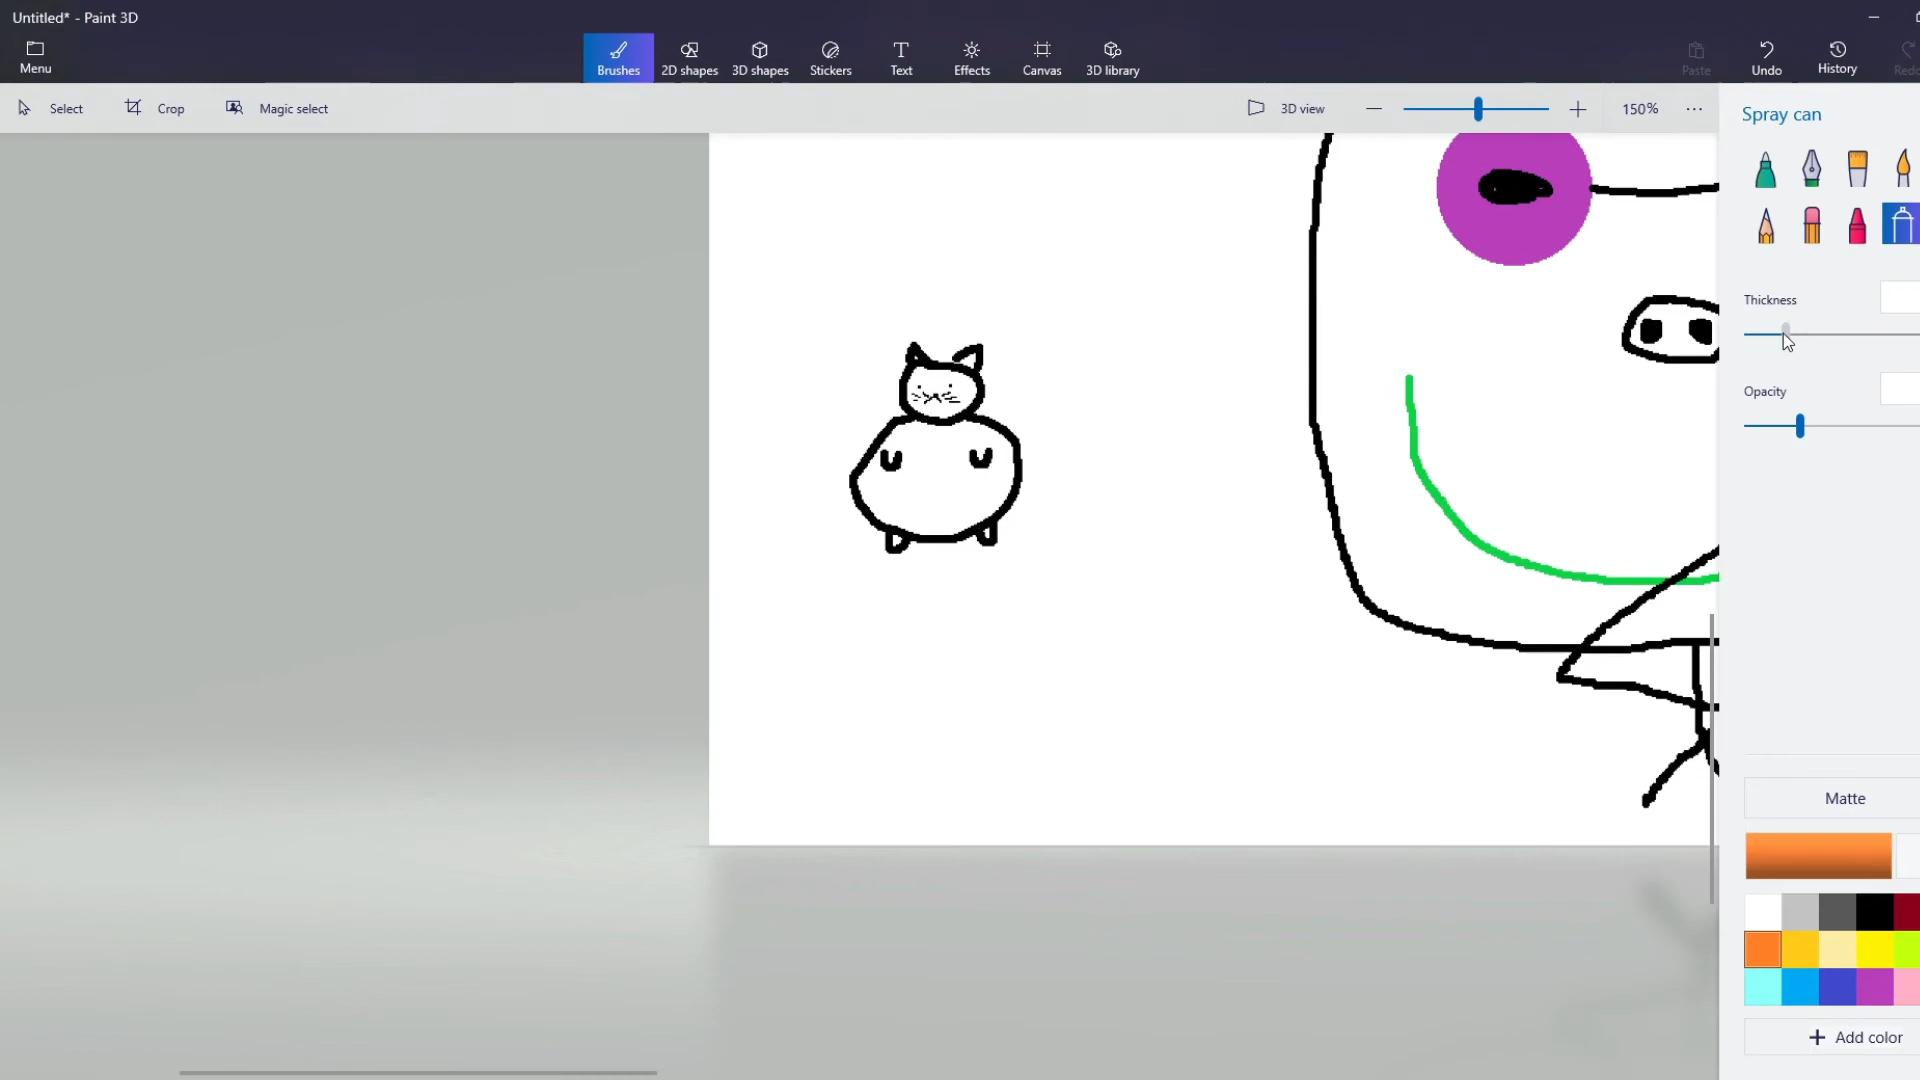 Untitled* - Paint 3D
Menu
Brushes
2D shapes
3D shapes
Stickers
Text
Effects
Canvas
3D library
Paste
Undo
History
Select
Crop
Magic select
3D view
150%
Spray can
Thickness
Opacity
Matte
Add color